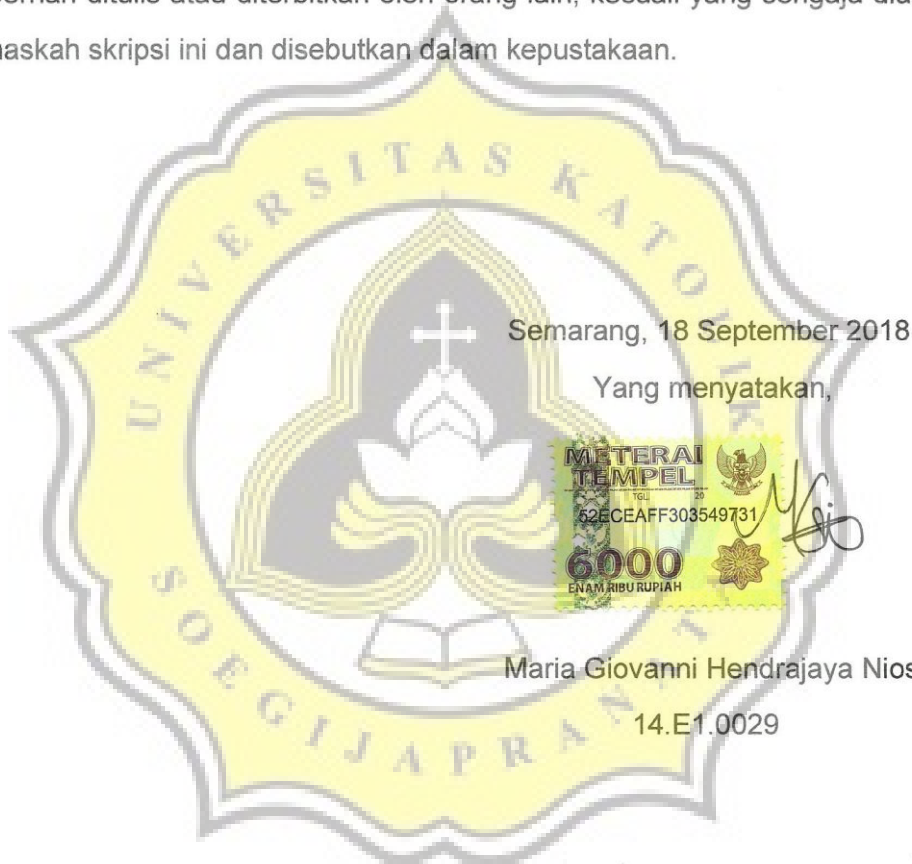 pernah ditulis atau diterbitkan oleh orang lain, kecuali yang sengaja
naskah skripsi ini dan disebutkan dalam kepustakaan.
UNIVERSITAS KATOLIK
Semarang, 18 September 2018
Yang menyatakan,
METERAI
TEMPEL
TGL 20
52ECEAFF303549731
6000
ENAM RIBU RUPIAH
Maria Giovanni Hendrajaya Nios
14.E1.0029
SOEGIJAPRANATA